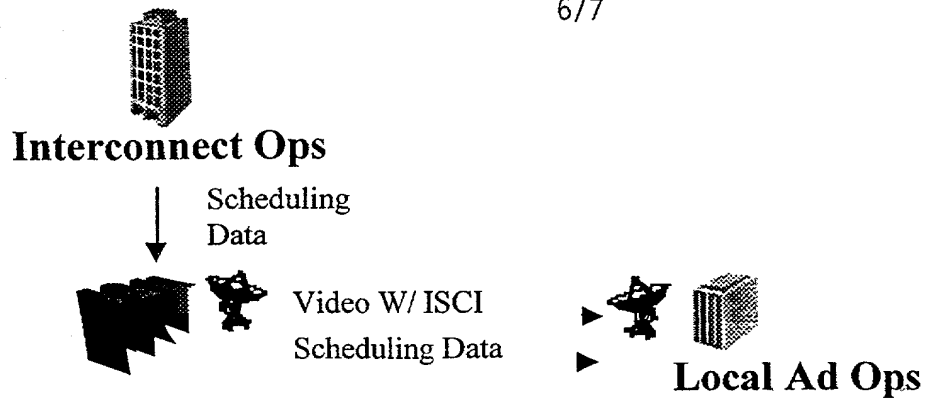 6/7
Interconnect Ops
Scheduling
Data
Video W/ ISCI
Scheduling Data
Local Ad Ops